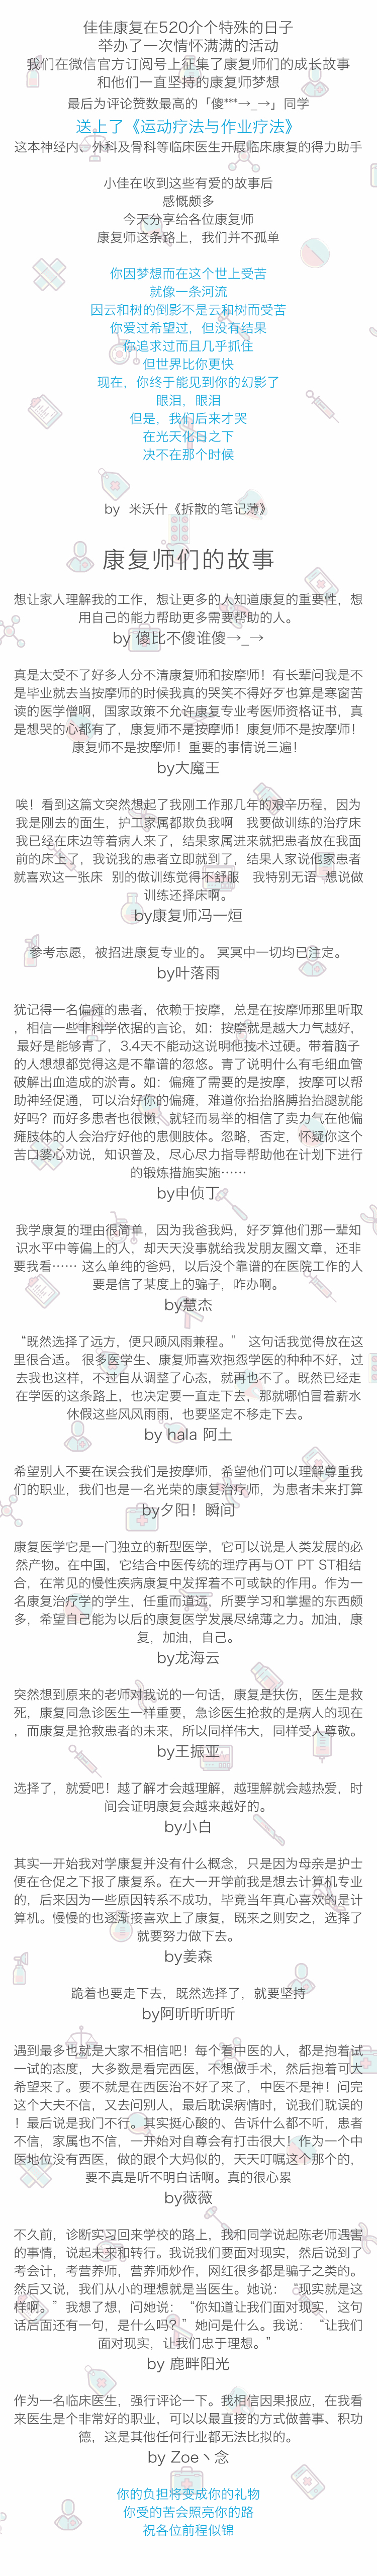 佳佳康复在520介个特殊的日子
举办了一次情怀满满的活动
我们在微信官方订阅号上征集了康复师们的成长故事
和他们一直坚持的康复师梦想
最后为评论赞数最高的「傻***→_→」同学
送上了《运动疗法与作业疗法》
这本神经内、外科及骨科等临床医生开展临床康复的得力助手
小佳在收到这些有爱的故事后
感慨颇多
今天分享给各位康复师
康复师这条路上，我们并不孤单
你因梦想而在这个世上受苦
就像一条河流
因云和树的倒影不是云和树而受苦
你爱过希望过，但没有结果
你追求过而且几乎抓住
但世界比你更快
现在，你终于能见到你的幻影了
眼泪，眼泪
但是，我们后来才哭
在光天化日之下
决不在那个时候
by 米沃什《拆散的笔记薄》
康复师们的故事
想让家人理解我的工作，想让更多的人知道康复的重要性，想
用自己的能力帮助更多需要帮助的人。
by 傻比不傻谁傻→_→
真是太受不了好多人分不清康复师和按摩师！有长辈问我是不
是毕业就去当按摩师的时候我真的哭笑不得好歹也算是寒窗苦
读的医学僧啊，国家政策不允许康复专业考医师资格证书，真
是想哭的心都有了，康复师不是按摩师！康复师不是按摩师！
康复师不是按摩师！重要的事情说三遍！
by大魔王
唉！看到这篇文突然想起了我刚工作那几年的艰辛历程，因为
我是刚去的面生，护工家属都欺负我啊　我要做训练的治疗床
我已经在床边等着病人来了，结果家属进来就把患者放在我面
前的床上了，我说我的患者立即就到了，结果人家说他家患者
就喜欢这一张床　别的做训练觉得不舒服　我特别无语　想说做
训练还择床啊。
by康复师冯一烜
参考志愿，被招进康复专业的。 冥冥中一切均已注定。
by叶落雨
犹记得一名偏瘫的患者，依赖于按摩，总是在按摩师那里听取
，相信一些非科学依据的言论，如：按摩就是越大力气越好，
最好是能够青了，3.4天不能动这说明他技术过硬。带着脑子
的人想想都觉得这是不靠谱的忽悠。青了说明什么有毛细血管
破解出血造成的淤青。如：偏瘫了需要的是按摩，按摩可以帮
助神经促通，可以治好你的偏瘫，难道你抬抬胳膊抬抬腿就能
好吗？而许多患者也很懒，就轻而易举的相信了卖力气在他偏
瘫肢体的人会治疗好他的患侧肢体。忽略，否定，怀疑你这个
苦口婆心劝说，知识普及，尽心尽力指导帮助他在计划下进行
的锻炼措施实施……
by申侦丁
我学康复的理由很简单，因为我爸我妈，好歹算他们那一辈知
识水平中等偏上的人，却天天没事就给我发朋友圈文章，还非
要我看…… 这么单纯的爸妈，以后没个靠谱的在医院工作的人
要是信了某度上的骗子，咋办啊。
by慧杰
“既然选择了远方，便只顾风雨兼程。” 这句话我觉得放在这
里很合适。 很多医学生、康复师喜欢抱怨学医的种种不好，过
去我也这样，不过自从调整了心态，就再也不了。既然已经走
在学医的这条路上，也决定要一直走下去，那就哪怕冒着薪水
休假这些风风雨雨，也要坚定不移走下去。
by hala 阿土
希望别人不要在误会我们是按摩师，希望他们可以理解尊重我
们的职业，我们也是一名光荣的康复治疗师，为患者未来打算
by夕阳！瞬间
康复医学它是一门独立的新型医学，它可以说是人类发展的必
然产物。在中国，它结合中医传统的理疗再与OT PT ST相结
合，在常见的慢性疾病康复中发挥着不可或缺的作用。作为一
名康复治疗学的学生，任重而道远，所要学习和掌握的东西颇
多，希望自己能为以后的康复医学发展尽绵薄之力。加油，康
复，加油，自己。
by龙海云
突然想到原来的老师对我说的一句话，康复是扶伤，医生是救
死，康复同急诊医生一样重要，急诊医生抢救的是病人的现在
，而康复是抢救患者的未来，所以同样伟大，同样受人尊敬。
by王振亚
选择了，就爱吧！越了解才会越理解，越理解就会越热爱，时
间会证明康复会越来越好的。
by小白
其实一开始我对学康复并没有什么概念，只是因为母亲是护士
便在仓促之下报了康复系。在大一开学前我是想去计算机专业
的，后来因为一些原因转系不成功，毕竟当年真心喜欢的是计
算机。慢慢的也逐渐接喜欢上了康复，既来之则安之，选择了
就要努力做下去。
by姜森
跪着也要走下去，既然选择了，就要坚持
by阿昕昕昕昕
遇到最多也就是大家不相信吧！每个看中医的人，都是抱着试
一试的态度，大多数是看完西医，不想做手术，然后抱着可大
希望来了。要不就是在西医治不好了来了，中医不是神！问完
这个大夫不信，又去问别人，最后耽误病情时，说我们耽误的
！最后说是我门不行。其实挺心酸的、告诉什么都不听，患者
不信，家属也不信，一开始对自尊会有打击很大！作为一个中
医地位没有西医，做的跟个大妈似的，天天叮嘱这个那个的，
要不真是听不明白话啊。真的很心累
by薇薇
不久前，诊断实习回来学校的路上，我和同学说起陈老师遇害
的事情，说起未来和转行。我说我们要面对现实，然后说到了
考会计，考营养师，营养师炒作，网红很多都是骗子之类的。
然后又说，我们从小的理想就是当医生。她说：“现实就是这
样啊。”我想了想，问她说：“你知道让我们面对现实，这句
话后面还有一句，是什么吗？”她问是什么。我说：“让我们
面对现实，让我们忠于理想。”
by 鹿畔阳光
作为一名临床医生，强行评论一下。我相信因果报应，在我看
来医生是个非常好的职业，可以以最直接的方式做善事、积功
德，这是其他任何行业都无法比拟的。
by Zoe丶念
你的负担将变成你的礼物
你受的苦会照亮你的路
祝各位前程似锦